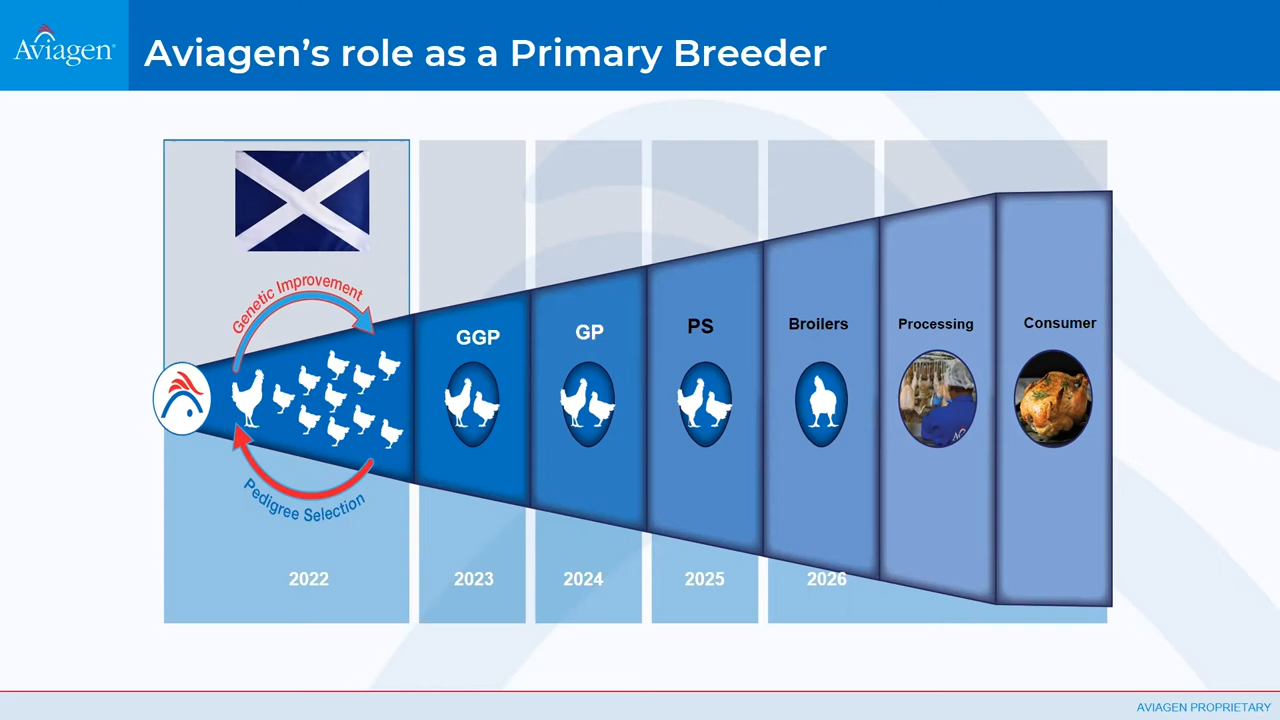 Aviagen®
Aviagen’s role as a Primary Breeder
Genetic Improvement
Pedigree Selection
GGP
GP
PS
Broilers
Processing
Consumer
2022
2023
2024
2025
2026
AVIAGEN PROPRIETARY